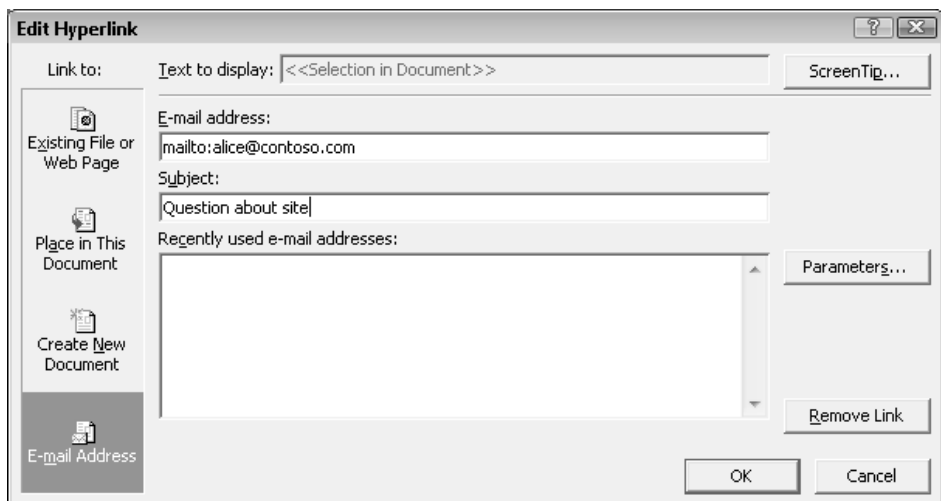 Edit Hyperlink
?
Link to:
Text to display: <<Selection in Document>>
ScreenTip...
Existing File or
Web Page
Place in This
Document
Create New
Document
E-mail Address
E-mail address:
mailto:alice@contoso.com
Subject:
Question about site
Recently used e-mail addresses:
Parameters...
Remove Link
OK
Cancel